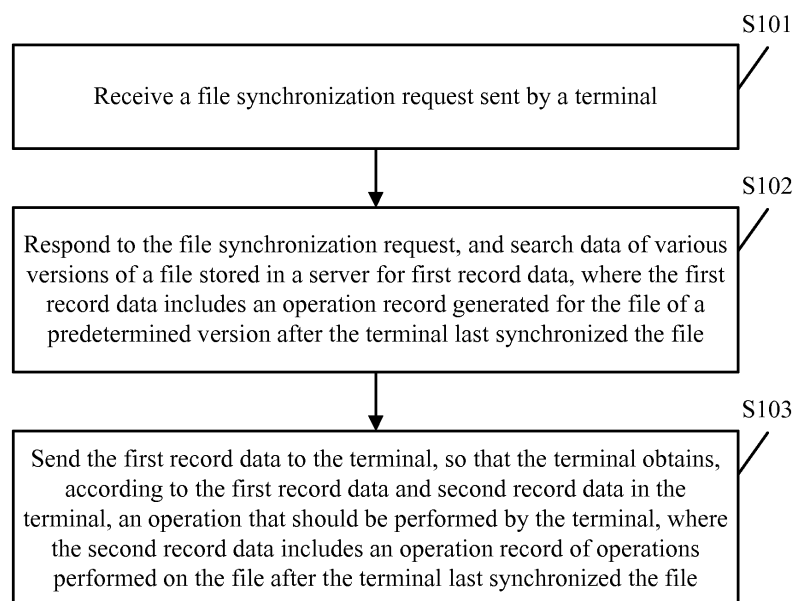 S101
Receive a file synchronization request sent by a terminal
S102
Respond to the file synchronization request, and search data of various
versions of a file stored in a server for first record data, where the first
record data includes an operation record generated for the file of a
predetermined version after the terminal last synchronized the file
S103
Send the first record data to the terminal, so that the terminal obtains,
according to the first record data and second record data in the
terminal, an operation that should be performed by the terminal, where
the second record data includes an operation record of operations
performed on the file after the terminal last synchronized the file